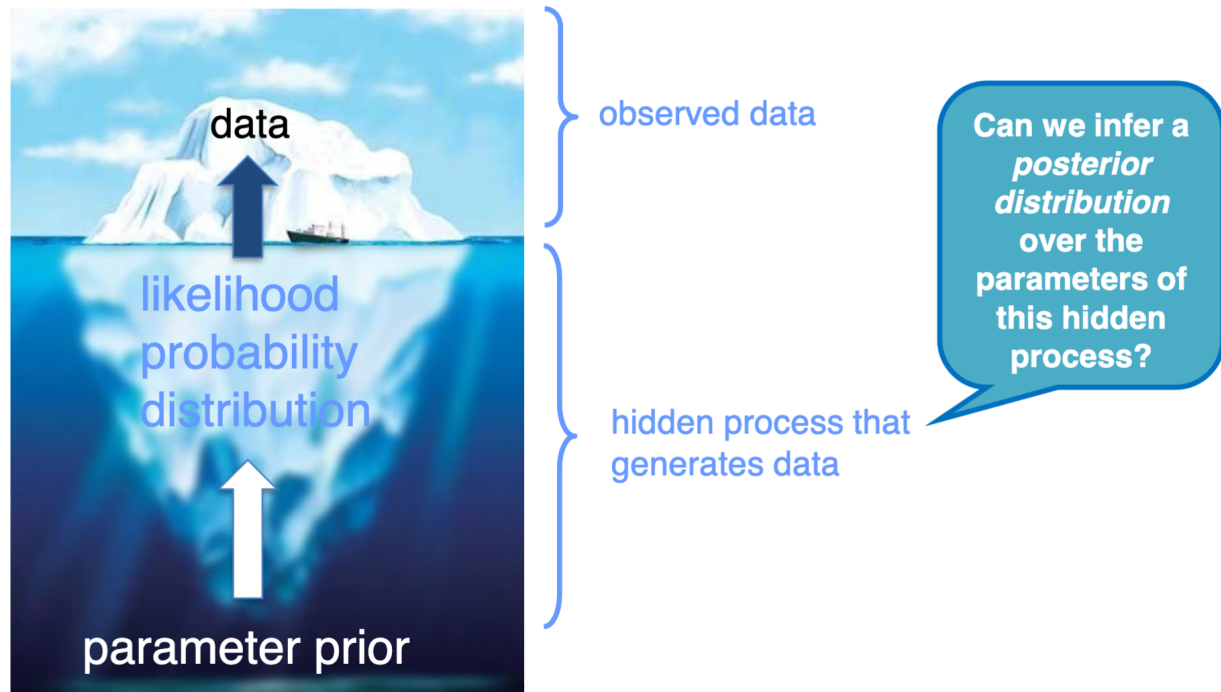 data
likelihood
probability
distribution
parameter prior
observed data
hidden process that
generates data
Can we infer a
posterior
distribution
over the
parameters of
this hidden
process?